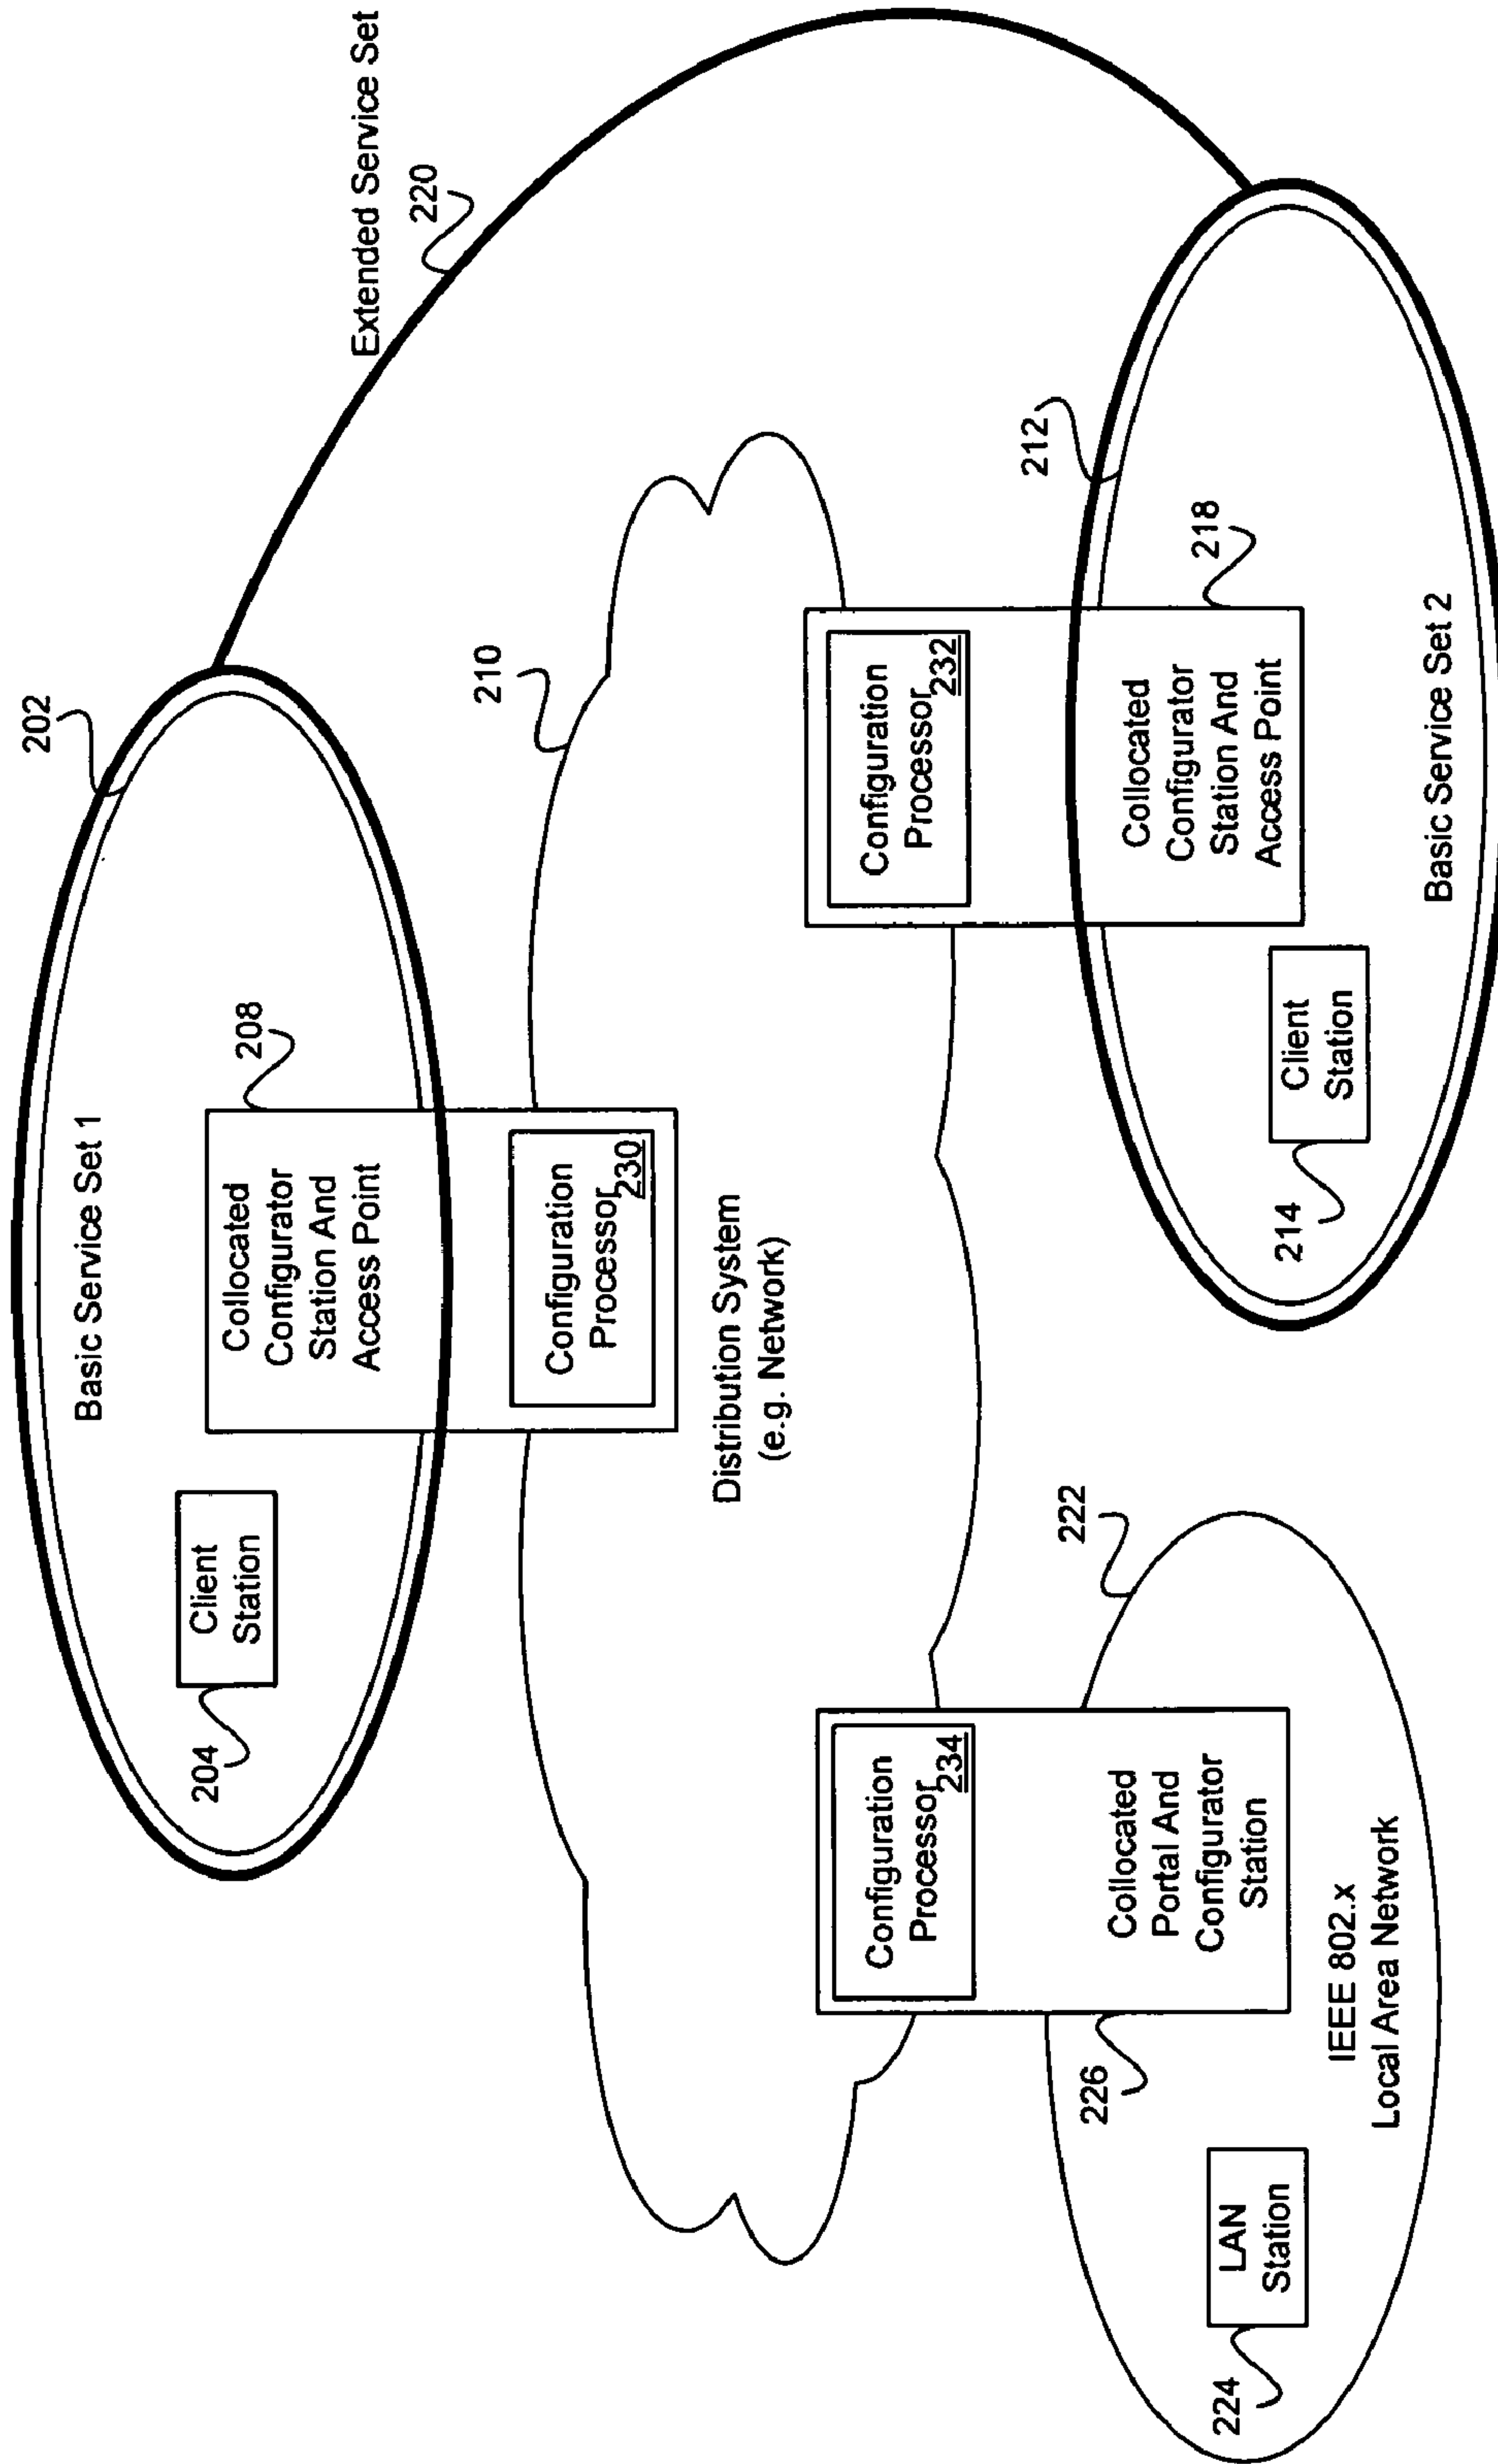 202
Basic Service Set 1
Client
Station
204
Collocated
Configurator
Station And
Access Point
208
Configuration
Processor
230
Extended Service Set
220
210
Distribution System
(e.g. Network)
Configuration
Processor
234
Collocated
Portal And
Configurator
Station
226
222
IEEE 802.x
Local Area Network
LAN
Station
224
Configuration
Processor
232
Collocated
Configurator
Station And
Access Point
218
212
Client
Station
214
Basic Service Set 2